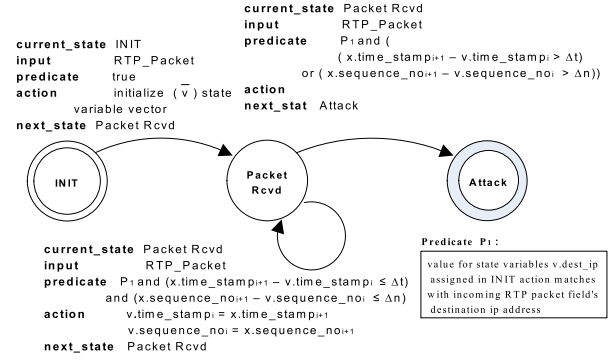 current_state Packet Rcvd
input RTP_Packet
predicate P1 and (
( x.time_stampi+1 – v.time_stampi > Δt)
or ( x.sequence_noi+1 – v.sequence_noi > Δn))
action
next_stat Attack
current_state INIT
input RTP_Packet
predicate true
action initialize ( v̅ ) state
variable vector
next_state Packet Rcvd
INIT
Packet
Rcvd
Attack
current_state Packet Rcvd
input RTP_Packet
predicate P1 and (x.time_stampi+1 – v.time_stampi ≤ Δt)
and (x.sequence_noi+1 – v.sequence_noi ≤ Δn)
action v.time_stampi = x.time_stampi+1
v.sequence_noi = x.sequence_noi+1
next_state Packet Rcvd
Predicate P1 :
value for state variables v.dest_ip
assigned in INIT action matches
with incoming RTP packet field's
destination ip address